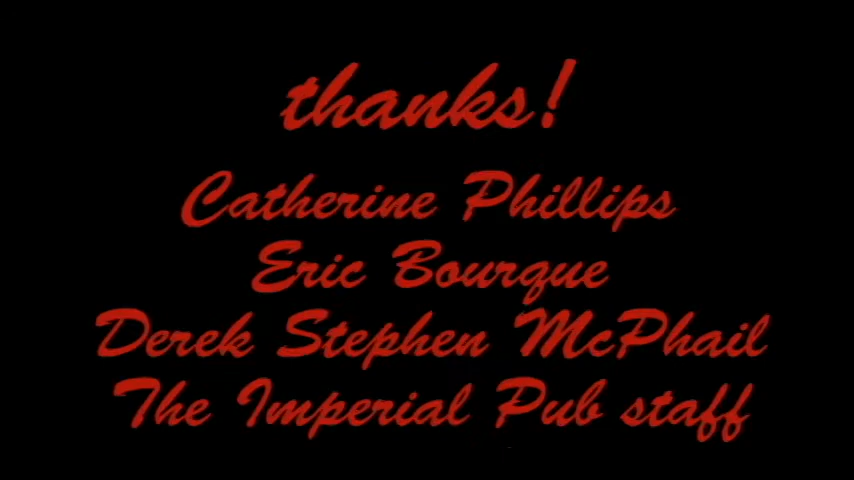 thanks!
Catherine Phillips
Eric Bourque
Derek Stephen McPhail
The Imperial Pub staff